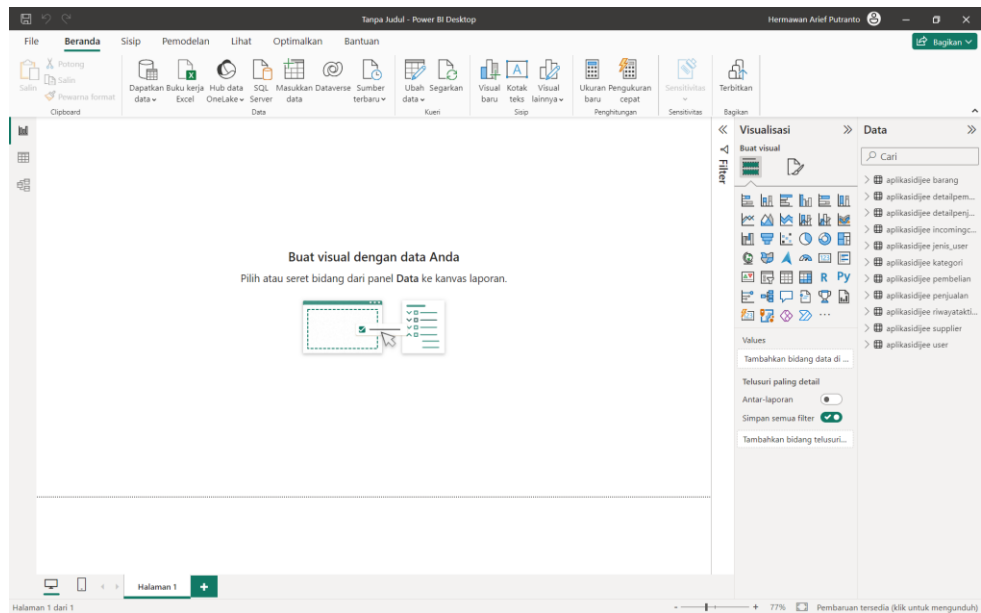 Tanpa Judul - Power BI Desktop
Hermawan Arief Putranto
File Beranda Sisip Pemodelan Lihat Optimalkan Bantuan
Bagikan
Salin
Potong
Salin
Pewarna format
Clipboard
Dapatkan data
Buku kerja Excel
Hub data OneLake
SQL Server
Masukkan data
Dataverse
Sumber terbaru
Data
Ubah data
Segarkan
Kueri
Visual baru
Kotak teks
Visual lainnya
Sisip
Ukuran baru
Pengukuran cepat
Penghitungan
Sensitivitas
Sensitivitas
Terbitkan
Bagikan
Filter
Buat visual dengan data Anda
Pilih atau seret bidang dari panel Data ke kanvas laporan.
Visualisasi
Buat visual
R Py
Values
Tambahkan bidang data di ...
Telusuri paling detail
Antar-laporan
Simpan semua filter
Tambahkan bidang telusuri...
Data
Cari
aplikasidijee barang
aplikasidijee detailpem...
aplikasidijee detailpenj...
aplikasidijee incomingc...
aplikasidijee jenis_user
aplikasidijee kategori
aplikasidijee pembelian
aplikasidijee penjualan
aplikasidijee riwayatakti...
aplikasidijee supplier
aplikasidijee user
Halaman 1
Halaman 1 dari 1
77%
Pembaruan tersedia (klik untuk mengunduh)